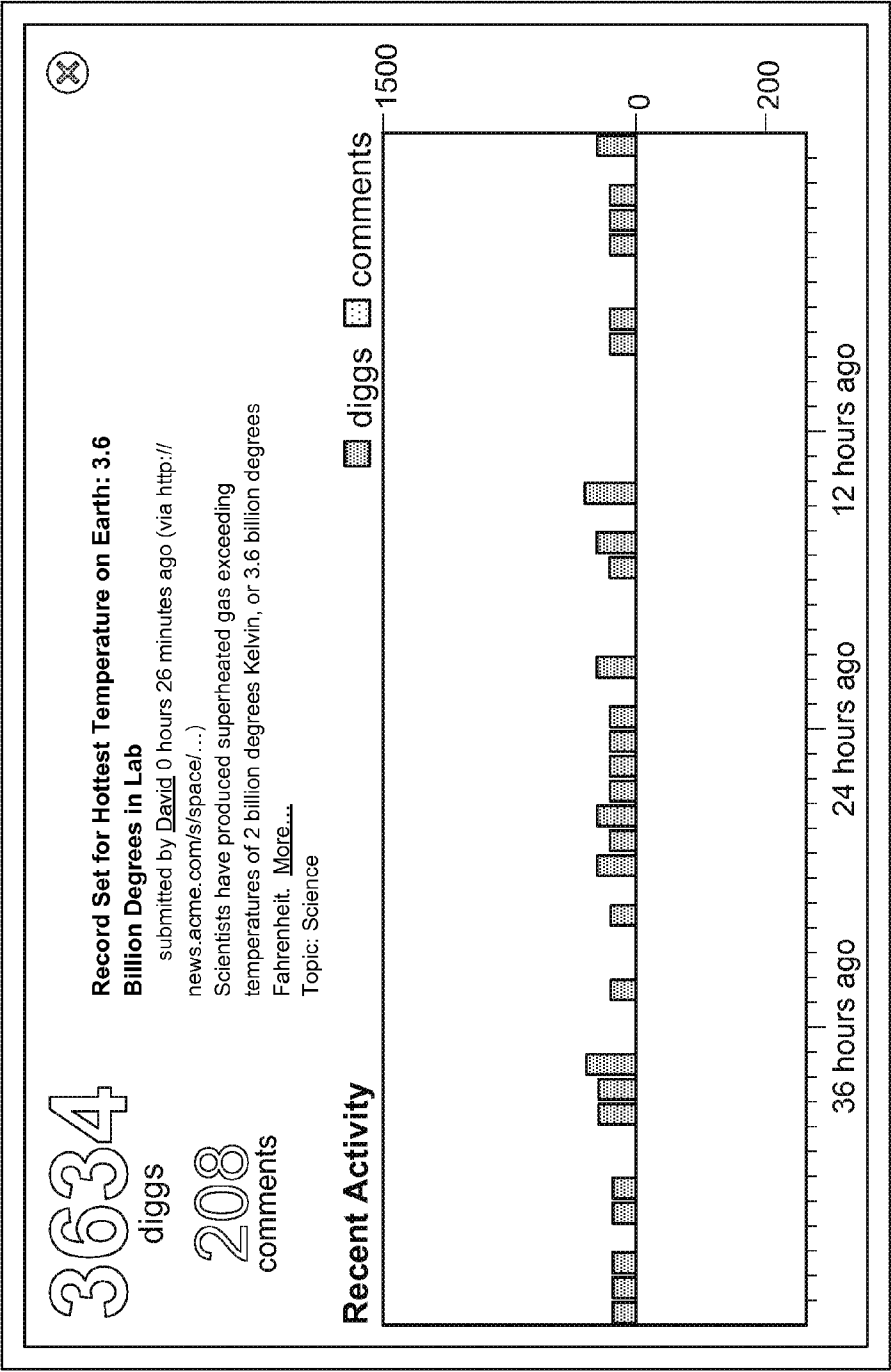 3634
diggs
208
comments
Record Set for Hottest Temperature on Earth: 3.6
Billion Degrees in Lab
submitted by David 0 hours 26 minutes ago (via http://
news.acme.com/s/space/...)
Scientists have produced superheated gas exceeding
temperatures of 2 billion degrees Kelvin, or 3.6 billion degrees
Fahrenheit. More...
Topic: Science
Recent Activity
diggs comments
1500
0
200
36 hours ago 24 hours ago 12 hours ago